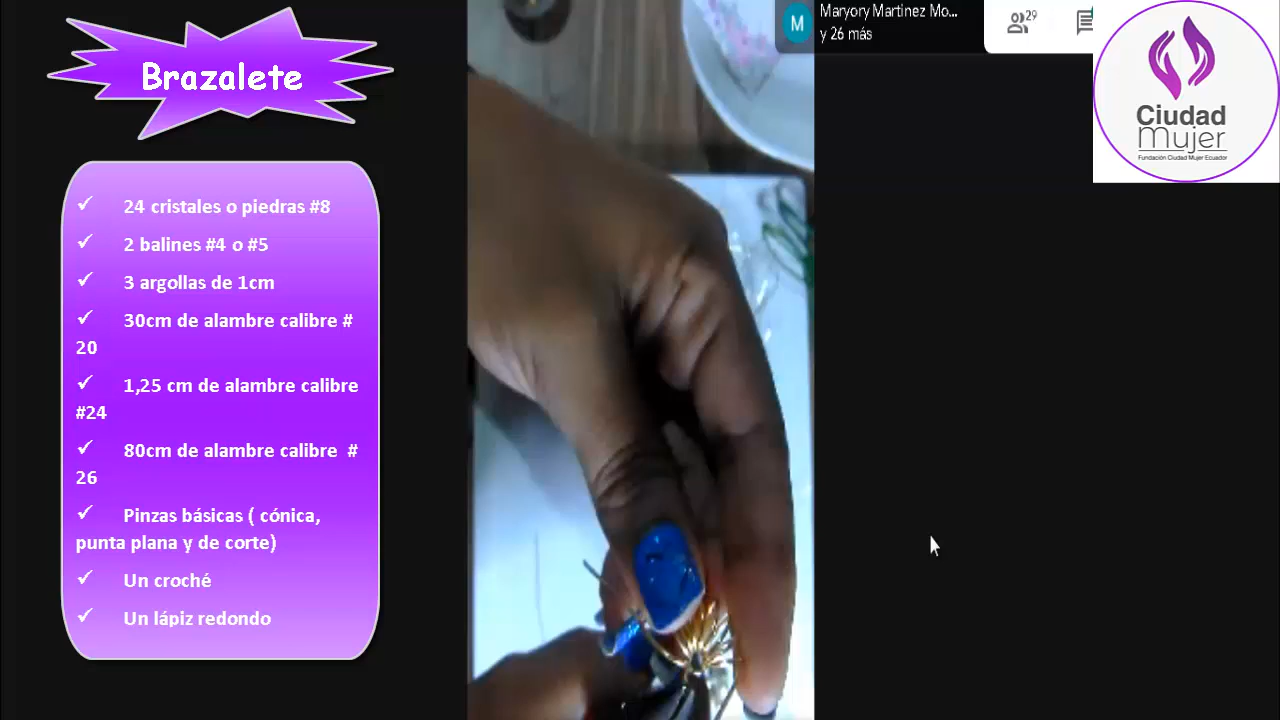 Brazalete
✓ 24 cristales o piedras #8
✓ 2 balines #4 o #5
✓ 3 argollas de 1cm
✓ 30cm de alambre calibre #
20
✓ 1,25 cm de alambre calibre
#24
✓ 80cm de alambre calibre #
26
✓ Pinzas básicas ( cónica,
punta plana y de corte)
✓ Un croché
✓ Un lápiz redondo
M
Maryory Martinez Mo...
y 26 más
29
Ciudad
Mujer
Fundación Ciudad Mujer Ecuador